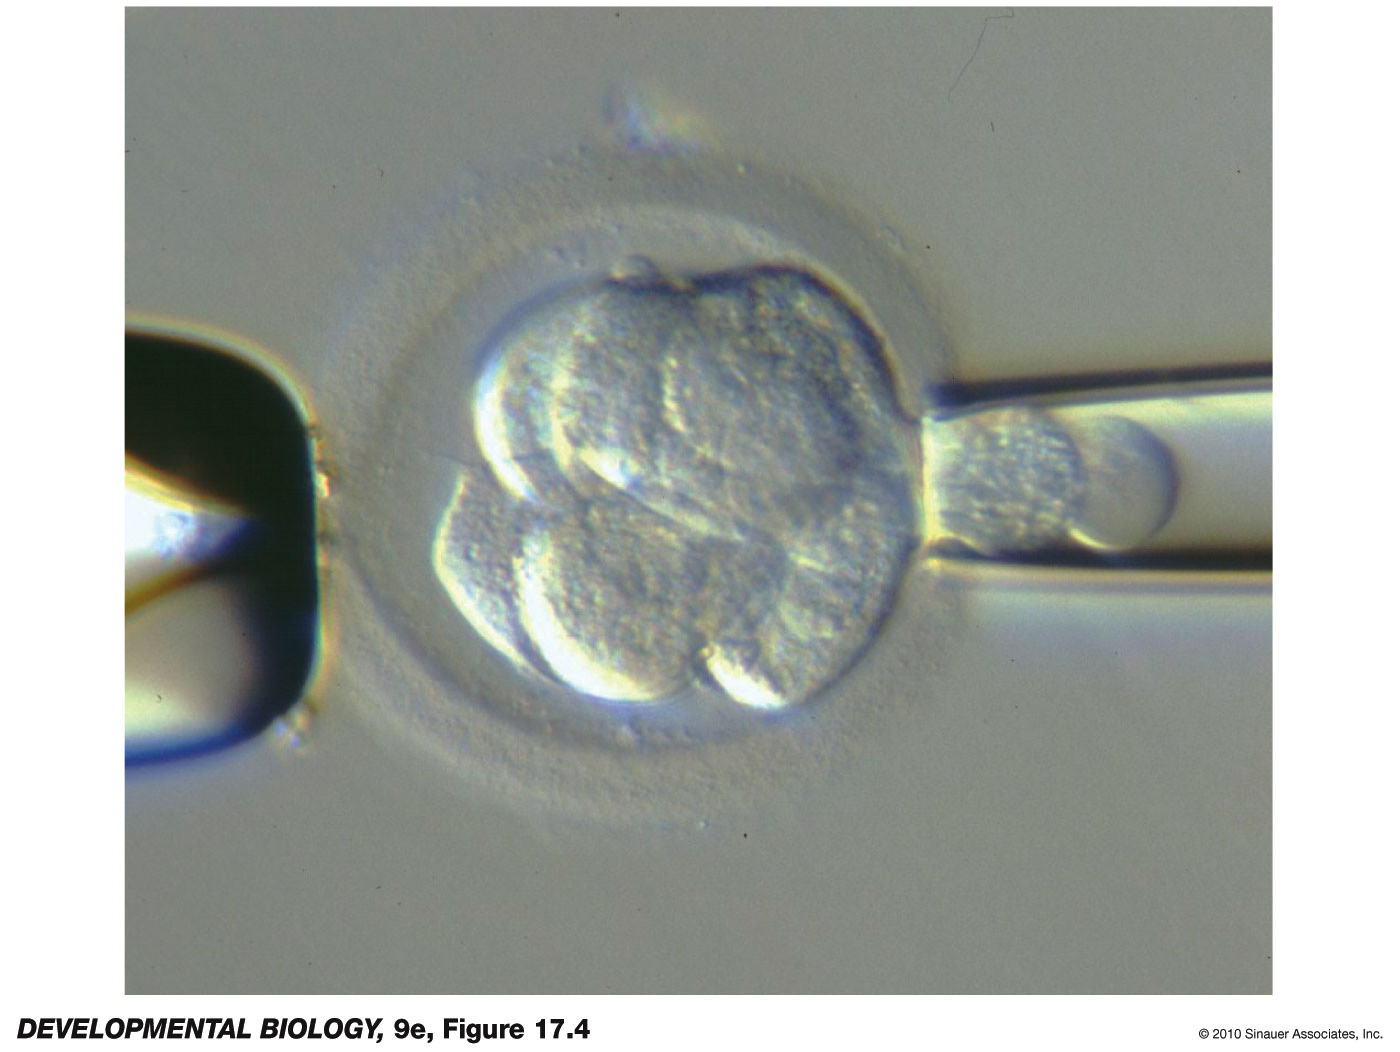 DEVELOPMENTAL BIOLOGY, 9e, Figure 17.4
© 2010 Sinauer Associates, Inc.